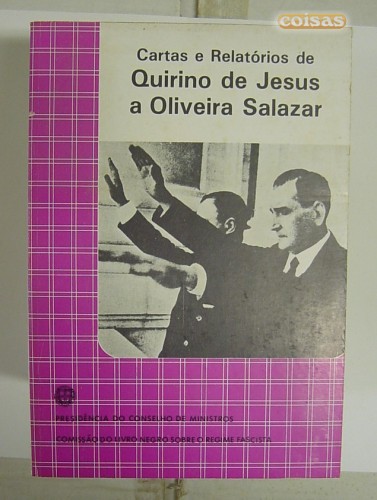 coisas
Cartas e Relatórios de
Quirino de Jesus
a Oliveira Salazar
PRESIDÊNCIA DO CONSELHO DE MINISTROS
COMISSÃO DO LIVRO NEGRO SOBRE O REGIME FASCISTA